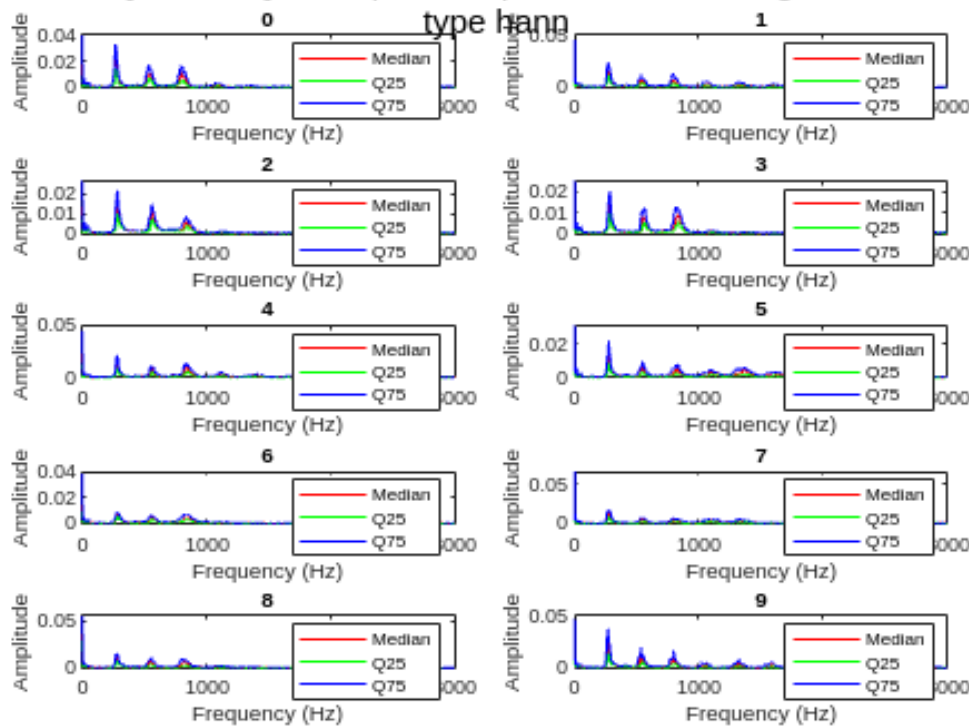 type hann
0
Amplitude
0.04
0.02
0
Median
Q25
Q75
0 1000
Frequency (Hz)
1
Amplitude
0.05
0
Median
Q25
Q75
0 1000
Frequency (Hz)
2
Amplitude
0.02
0.01
0
Median
Q25
Q75
0 1000
Frequency (Hz)
3
Amplitude
0.02
0.01
0
Median
Q25
Q75
0 1000
Frequency (Hz)
4
Amplitude
0.05
0
Median
Q25
Q75
0 1000
Frequency (Hz)
5
Amplitude
0.02
0
Median
Q25
Q75
0 1000
Frequency (Hz)
6
Amplitude
0.04
0.02
0
Median
Q25
Q75
0 1000
Frequency (Hz)
7
Amplitude
0.05
0
Median
Q25
Q75
0 1000
Frequency (Hz)
8
Amplitude
0.05
0
Median
Q25
Q75
0 1000
Frequency (Hz)
9
Amplitude
0.05
0
Median
Q25
Q75
0 1000
Frequency (Hz)